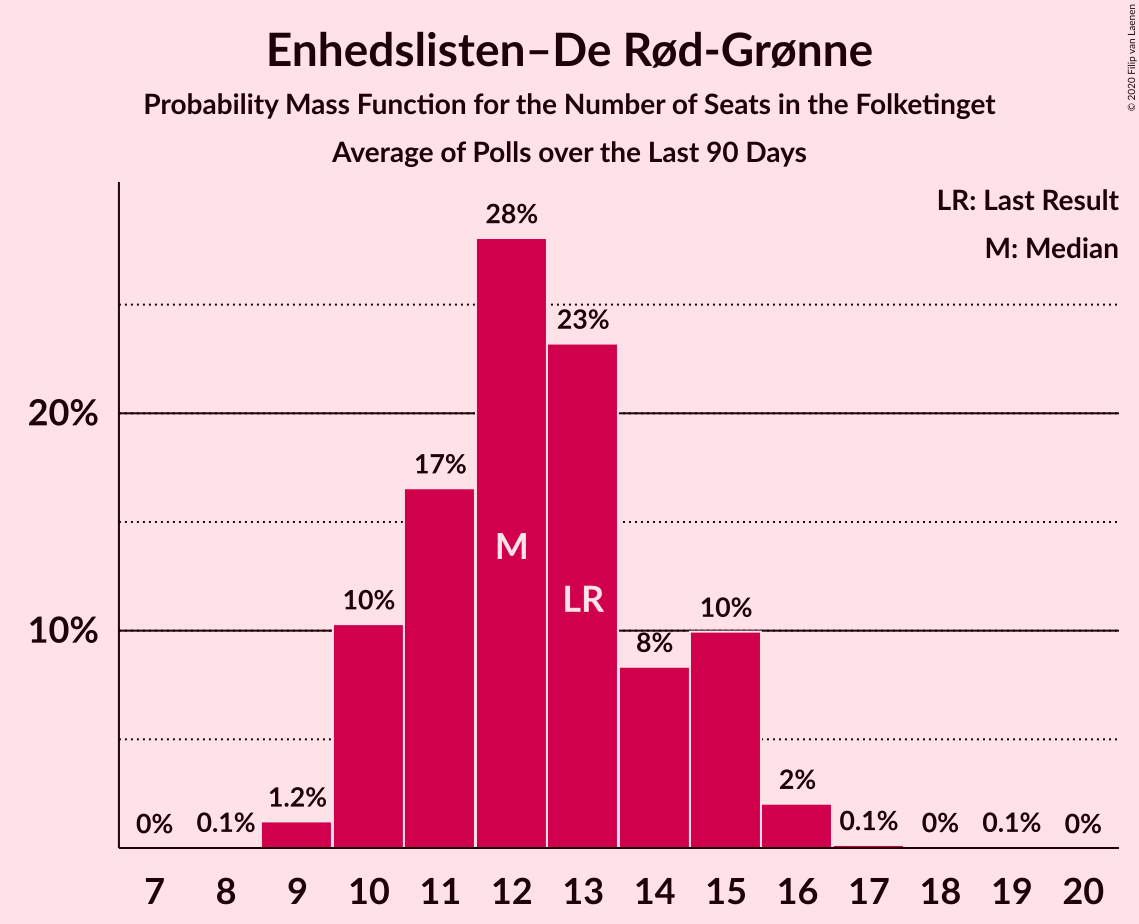 Enhedslisten–De Rød-Grønne
Probability Mass Function for the Number of Seats in the Folketinget
Average of Polls over the Last 90 Days
© 2020 Filip van Laenen
LR: Last Result
M: Median
28%
23%
20%
17%
M
LR
10%
10%
10%
8%
1.2%
2%
0%
0.1%
0.1%
0%
0.1%
0%
7 8 9 10 11 12 13 14 15 16 17 18 19 20